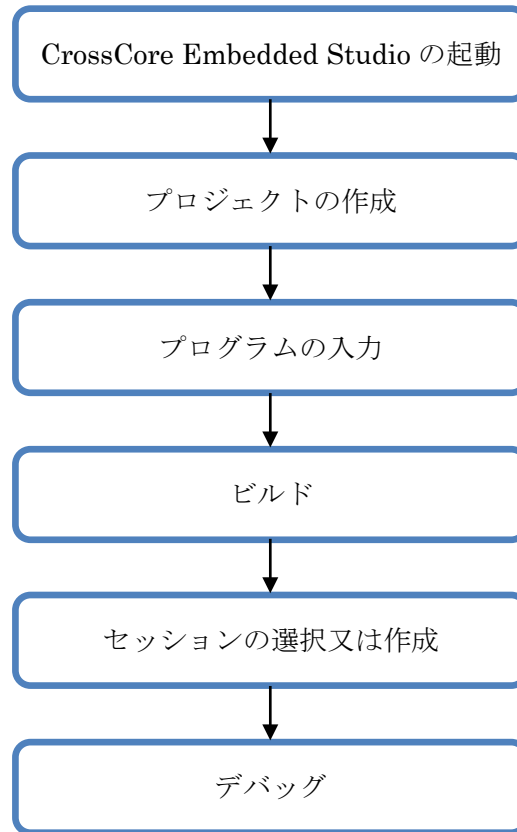 CrossCore Embedded Studio の起動
プロジェクトの作成
プログラムの入力
ビルド
セッションの選択又は作成
デバッグ